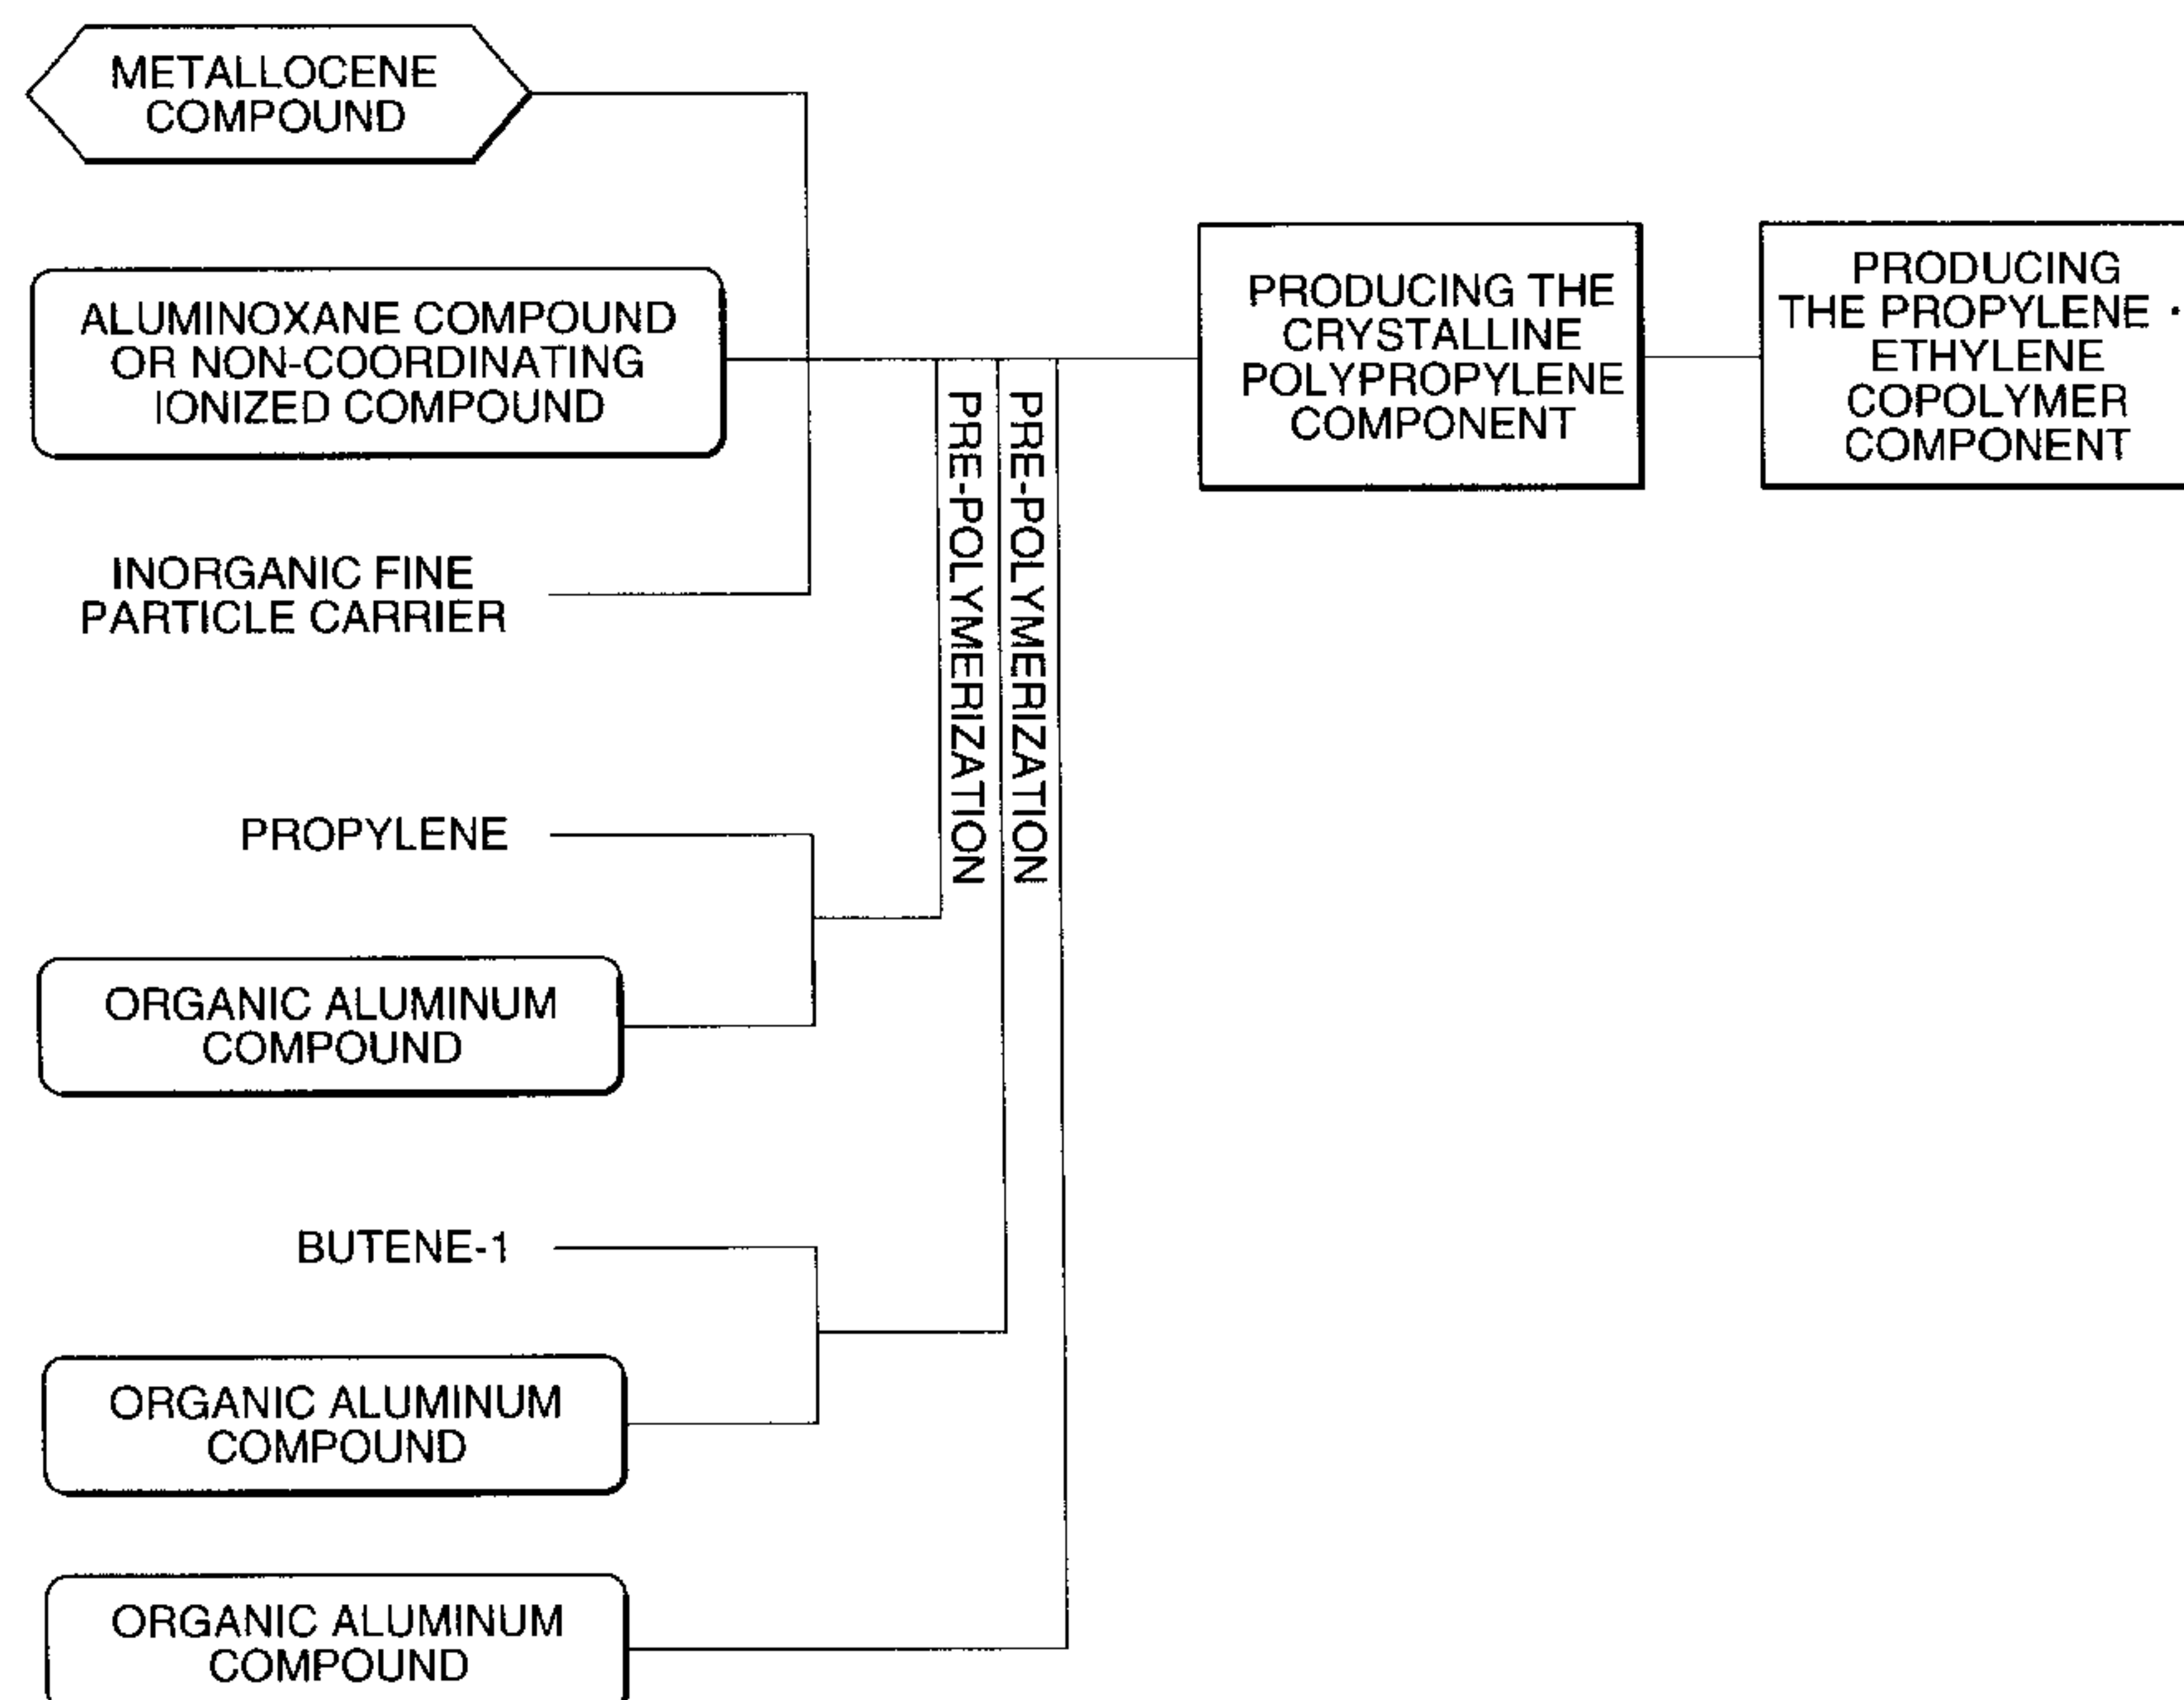 METALLOCENE
COMPOUND
ALUMINOXANE COMPOUND
OR NON-COORDINATING
IONIZED COMPOUND
INORGANIC FINE
PARTICLE CARRIER
PROPYLENE
ORGANIC ALUMINUM
COMPOUND
BUTENE-1
ORGANIC ALUMINUM
COMPOUND
ORGANIC ALUMINUM
COMPOUND
PRE-POLYMERIZATION
PRE-POLYMERIZATION
PRODUCING THE
CRYSTALLINE
POLYPROPYLENE
COMPONENT
PRODUCING
THE PROPYLENE ·
ETHYLENE
COPOLYMER
COMPONENT